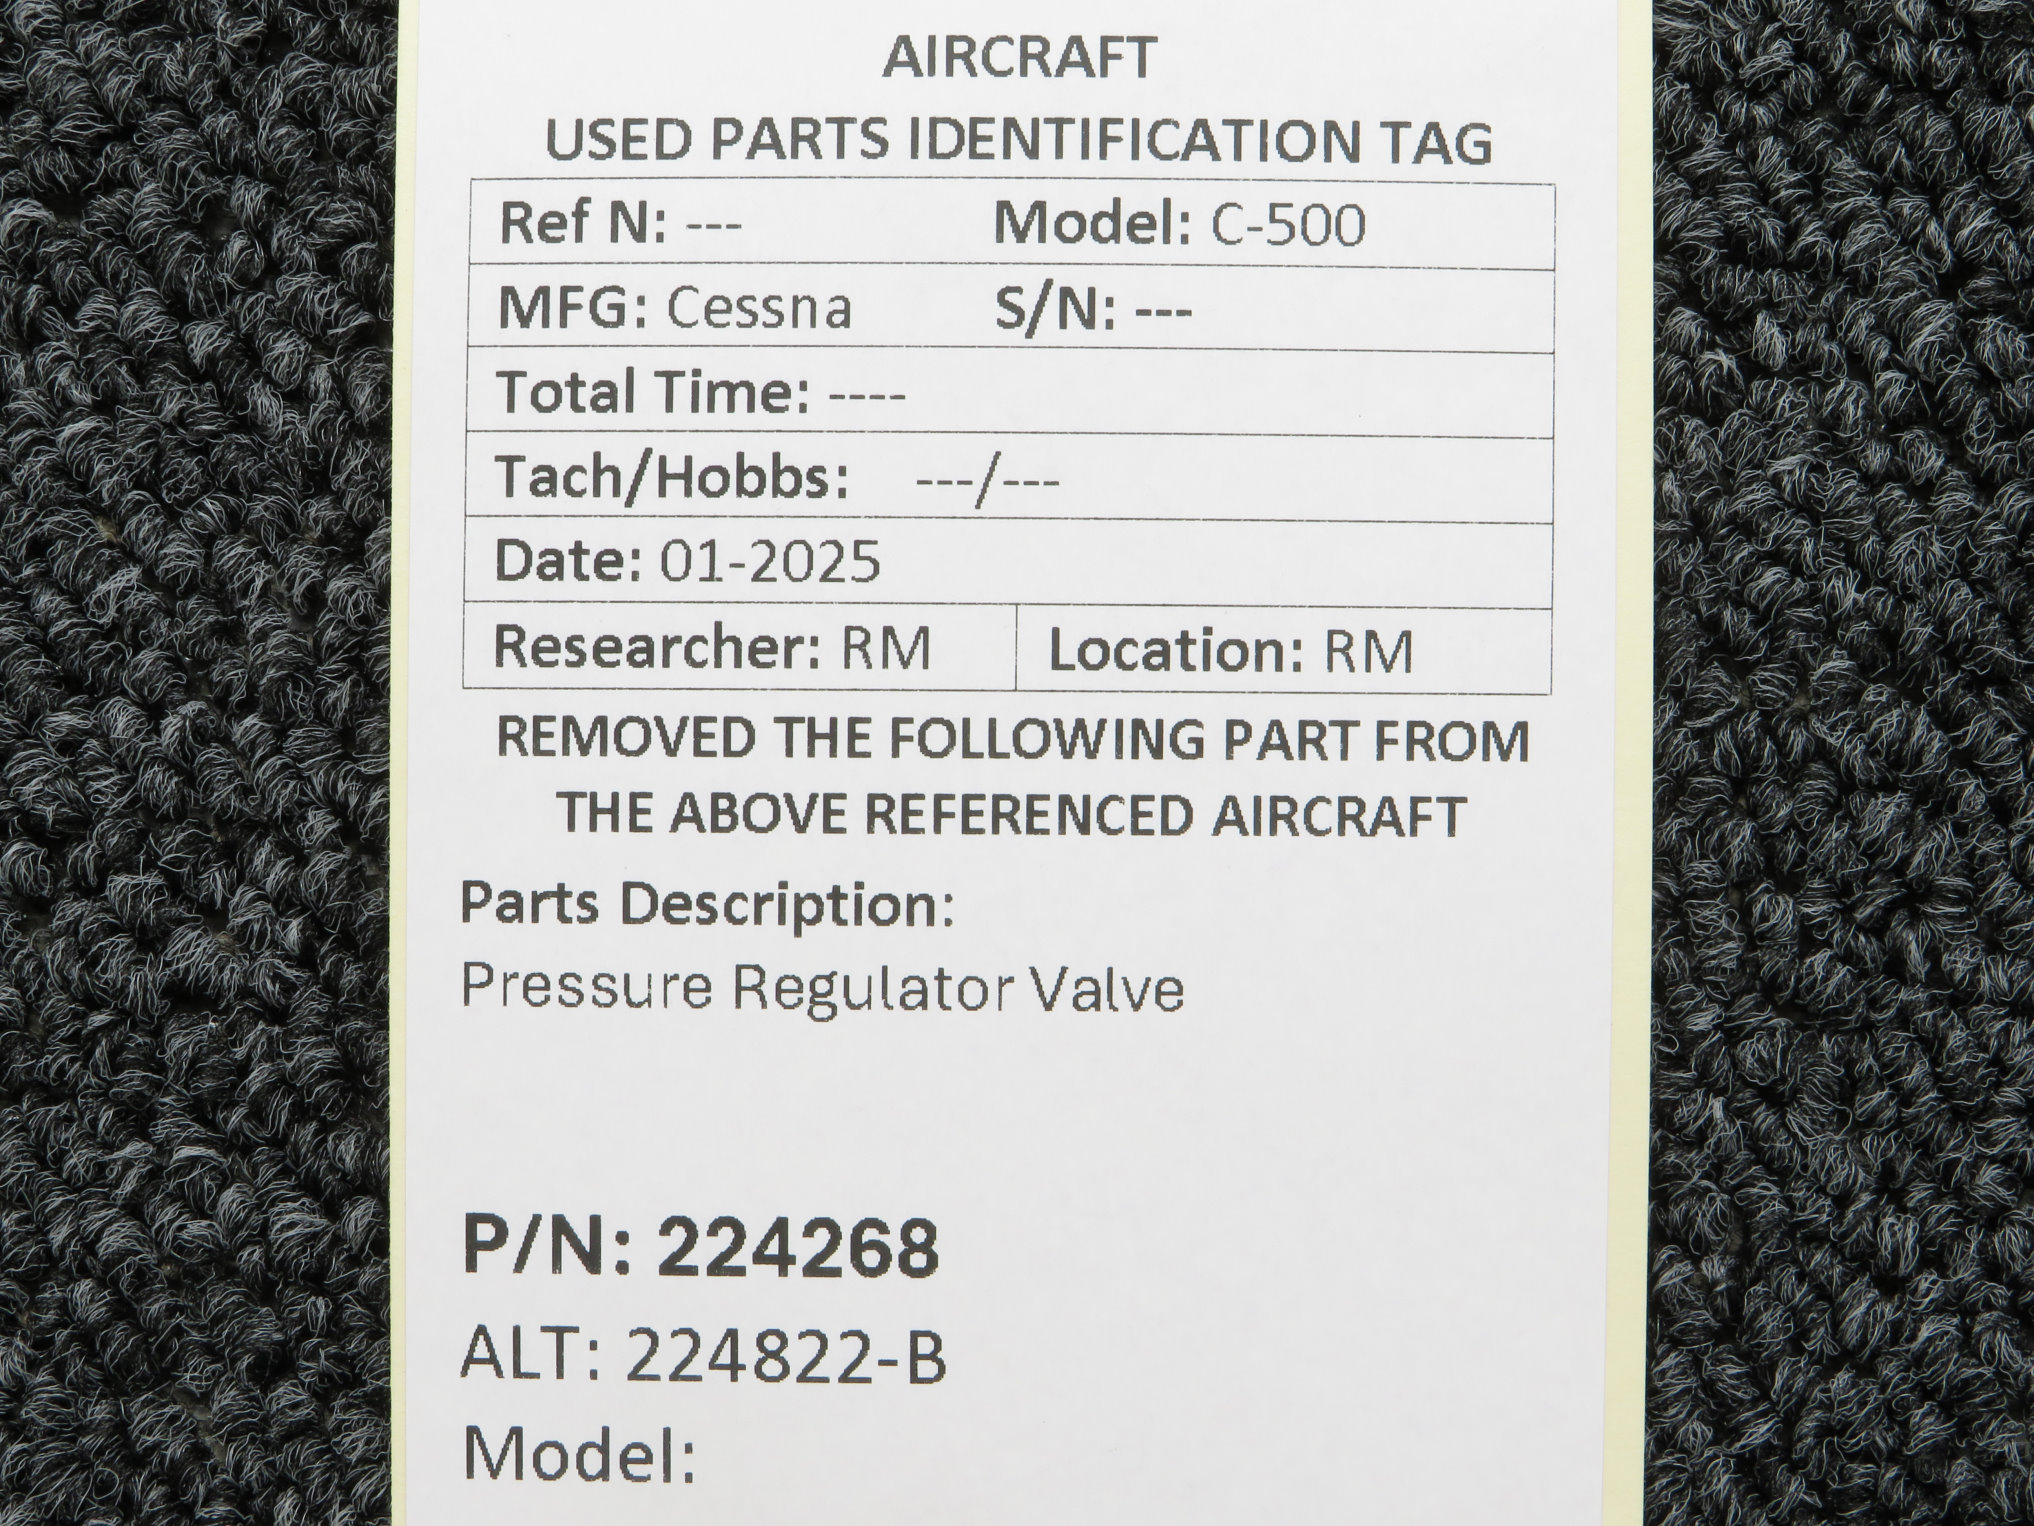 AIRCRAFT
USED PARTS IDENTIFICATION TAG
Ref N: --- Model: C-500
MFG: Cessna S/N: ---
Total Time: ----
Tach/Hobbs: ---/---
Date: 01-2025
Researcher: RM Location: RM
REMOVED THE FOLLOWING PART FROM
THE ABOVE REFERENCED AIRCRAFT
Parts Description:
Pressure Regulator Valve
P/N: 224268
ALT: 224822-B
Model: